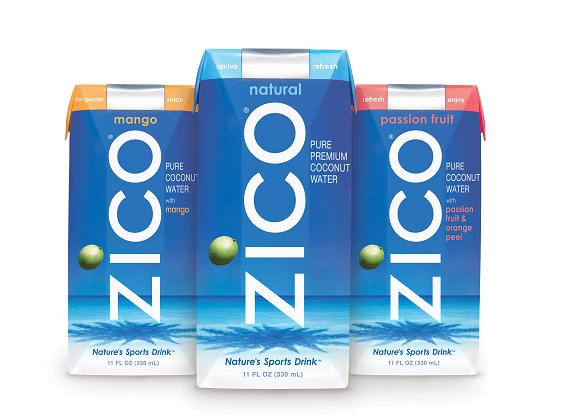 invigorate
relax
mango
ZICO®
PURE
COCONUT
WATER
with
mango
Nature's Sports Drink™
11 FL OZ (330 mL)
revive
refresh
natural
ZICO®
PURE
PREMIUM
COCONUT
WATER
Nature's Sports Drink™
11 FL OZ (330 mL)
refresh
enjoy
passion fruit
ZICO®
PURE
COCONUT
WATER
with
passion
fruit &
orange
peel
Nature's Sports Drink™
11 FL OZ (330 mL)